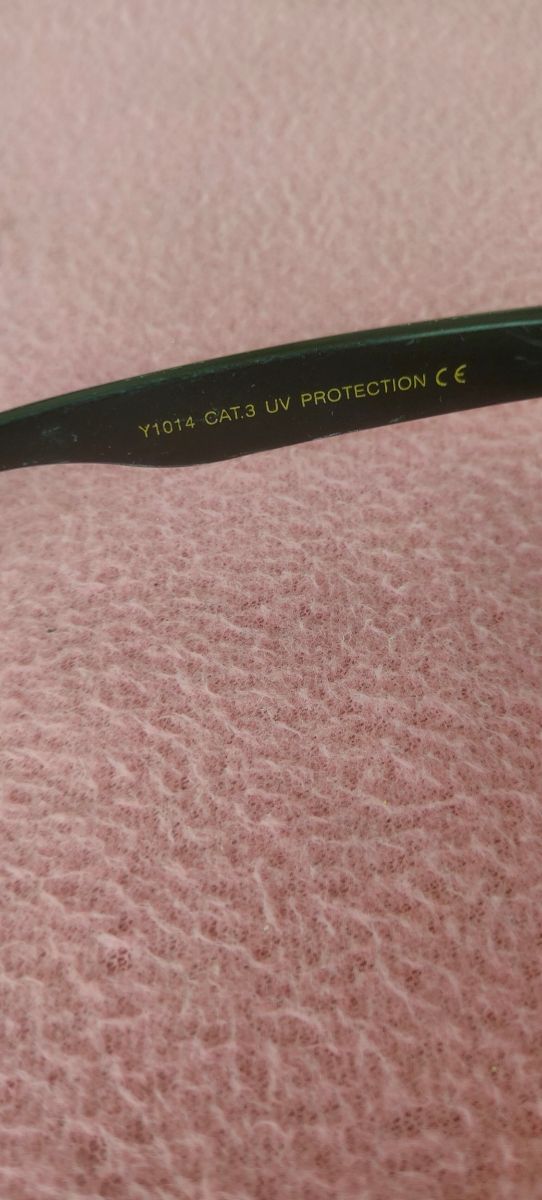 Y1014 CAT.3 UV PROTECTION CE